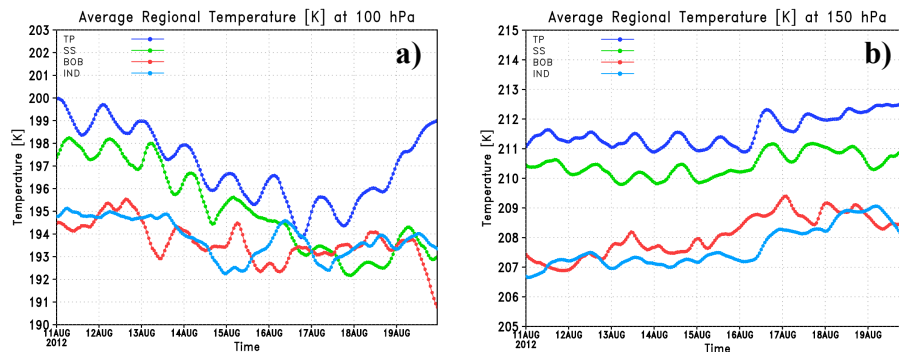 Average Regional Temperature [K] at 100 hPa
203
202
201
200
199
198
197
196
195
194
193
192
191
190
Temperature [K]
TP
SS
BOB
IND
a)
11AUG
2012
12AUG
13AUG
14AUG
15AUG
16AUG
17AUG
18AUG
19AUG
Time
Average Regional Temperature [K] at 150 hPa
215
214
213
212
211
210
209
208
207
206
205
Temperature [K]
TP
SS
BOB
IND
b)
11AUG
2012
12AUG
13AUG
14AUG
15AUG
16AUG
17AUG
18AUG
19AUG
Time